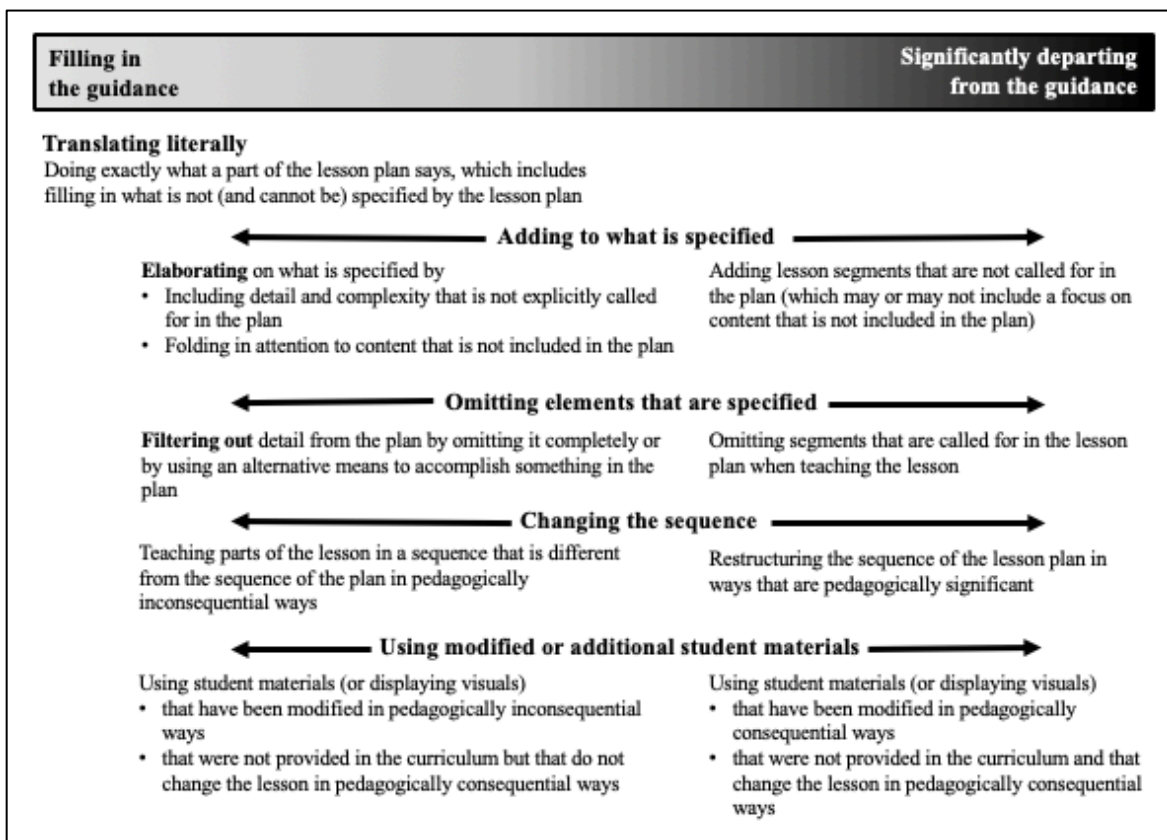 Filling in
the guidance
Significantly departing
from the guidance
Translating literally
Doing exactly what a part of the lesson plan says, which includes
filling in what is not (and cannot be) specified by the lesson plan
Adding to what is specified
Elaborating on what is specified by
• Including detail and complexity that is not explicitly called
for in the plan
• Folding in attention to content that is not included in the plan
Adding lesson segments that are not called for in
the plan (which may or may not include a focus on
content that is not included in the plan)
Omitting elements that are specified
Filtering out detail from the plan by omitting it completely or
by using an alternative means to accomplish something in the
plan
Omitting segments that are called for in the lesson
plan when teaching the lesson
Changing the sequence
Teaching parts of the lesson in a sequence that is different
from the sequence of the plan in pedagogically
inconsequential ways
Restructuring the sequence of the lesson plan in
ways that are pedagogically significant
Using modified or additional student materials
Using student materials (or displaying visuals)
• that have been modified in pedagogically inconsequential
ways
• that were not provided in the curriculum but that do not
change the lesson in pedagogically consequential ways
Using student materials (or displaying visuals)
• that have been modified in pedagogically
consequential ways
• that were not provided in the curriculum and that
change the lesson in pedagogically consequential
ways